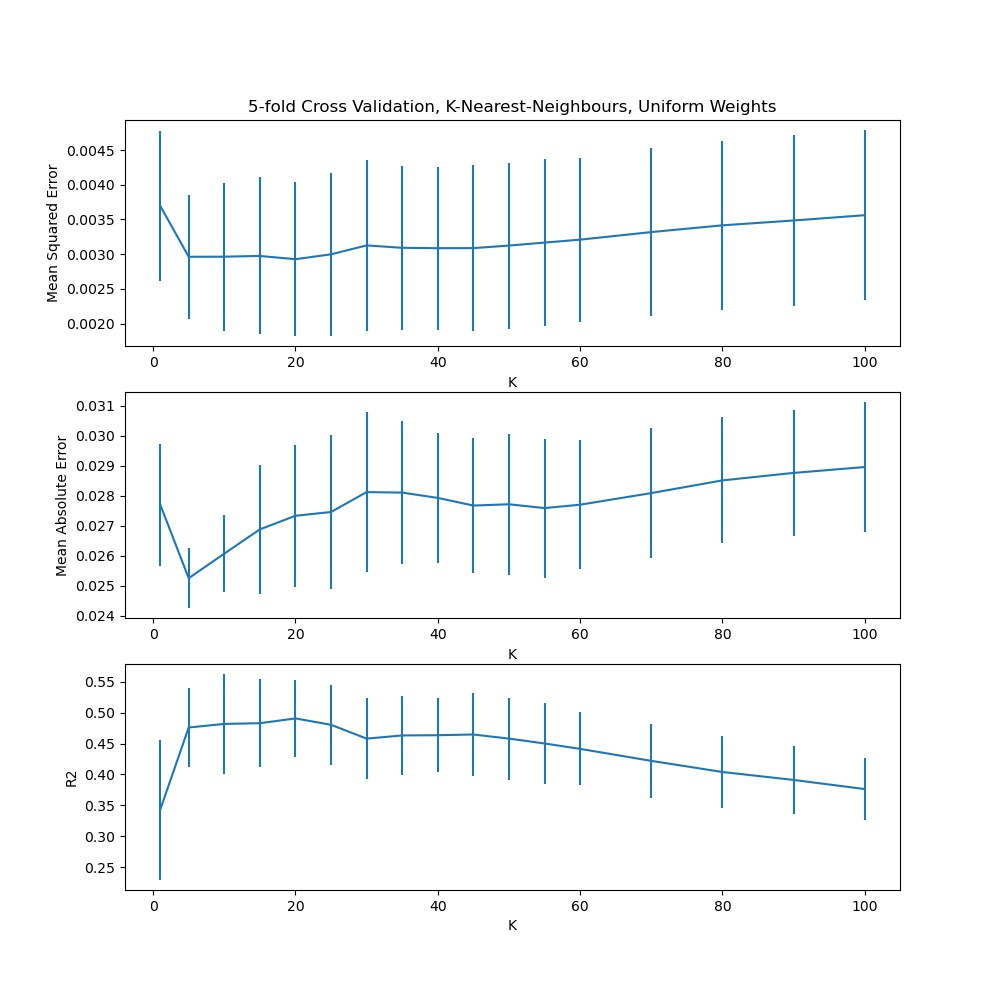 5-fold Cross Validation, K-Nearest-Neighbours, Uniform Weights
Mean Squared Error
0.0045
0.0040
0.0035
0.0030
0.0025
0.0020
0 20 40 60 80 100
K
Mean Absolute Error
0.031
0.030
0.029
0.028
0.027
0.026
0.025
0.024
0 20 40 60 80 100
K
R2
0.55
0.50
0.45
0.40
0.35
0.30
0.25
0 20 40 60 80 100
K